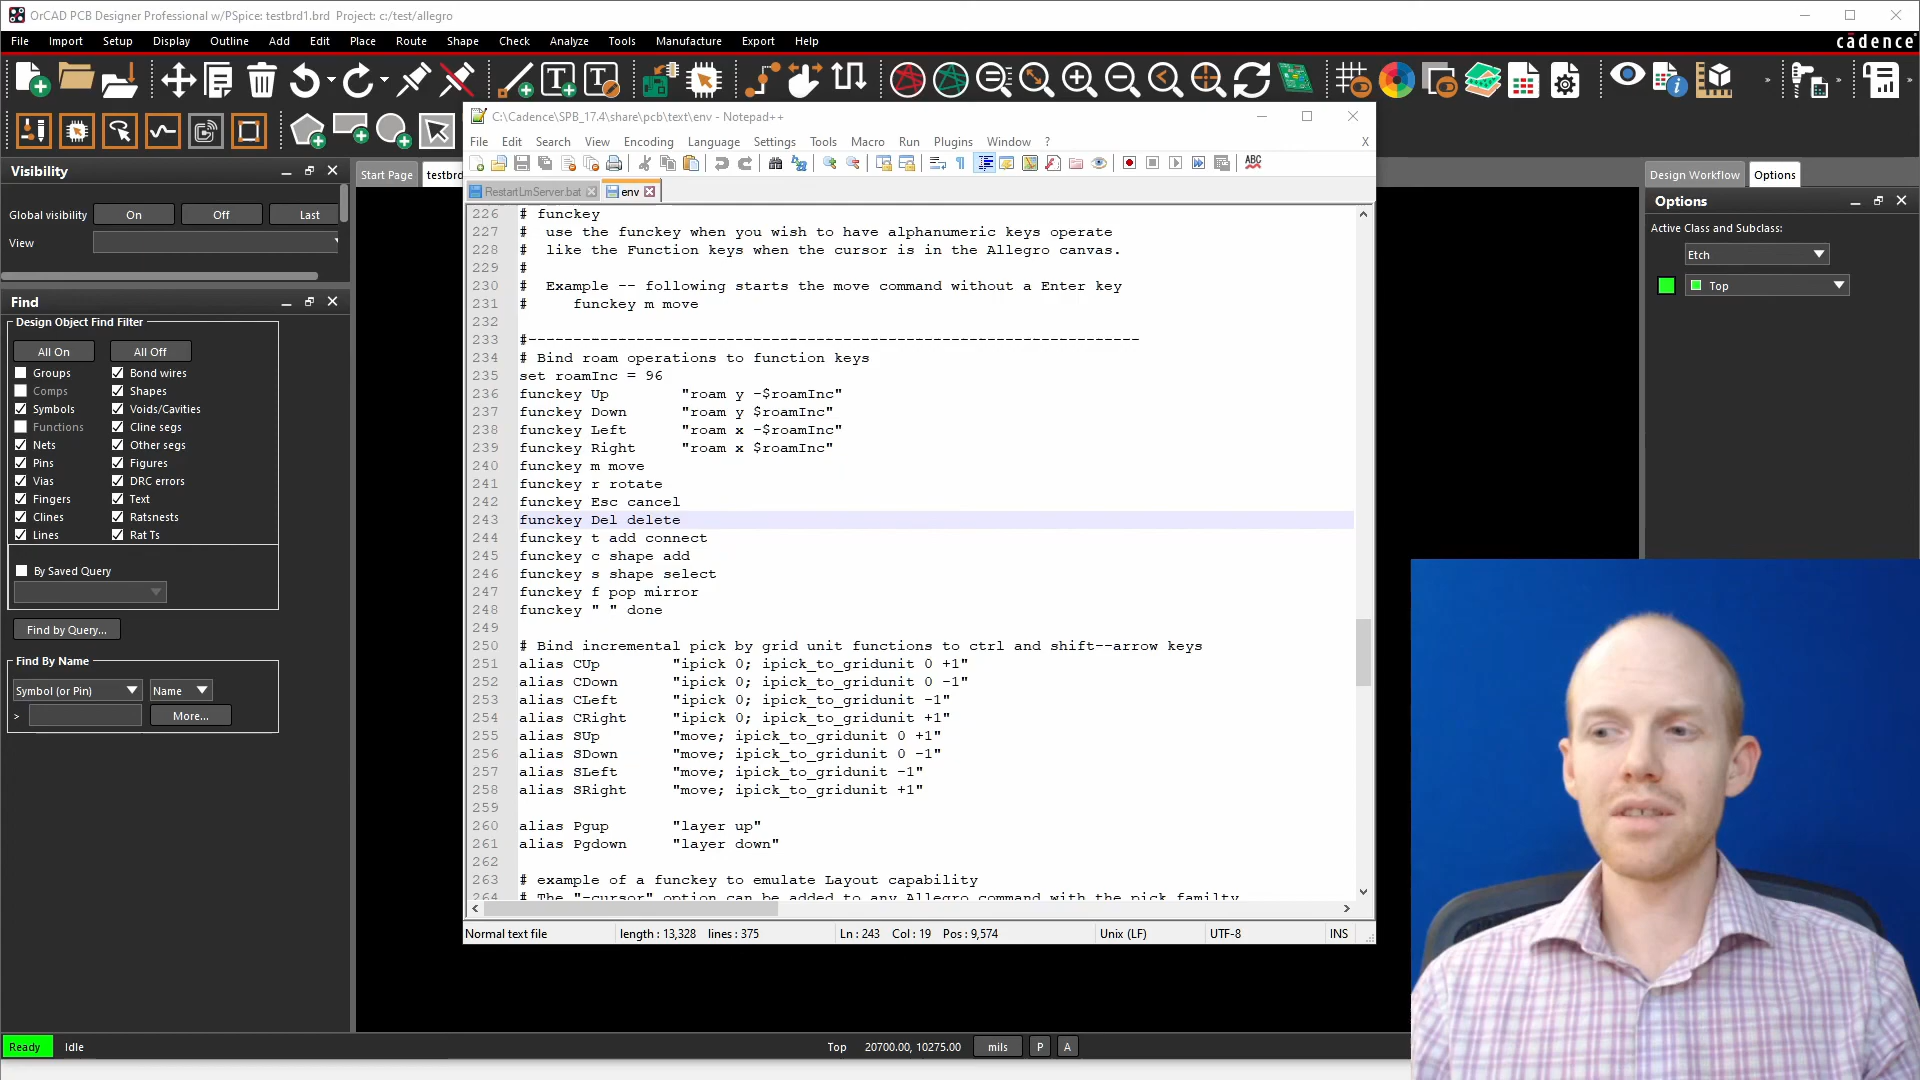 OrCAD PCB Designer Professional w/PSpice: testbrd1.brd  Project: c:/test/allegro
File Import Setup Display Outline Add Edit Place Route Shape Check Analyze Tools Manufacture Export Help
cādence
C:\Cadence\SPB_17.4\share\pcb\text\env - Notepad++
File Edit Search View Encoding Language Settings Tools Macro Run Plugins Window ? X
RestartLmServer.bat env
Visibility
Global visibility On Off Last
View
Find
Design Object Find Filter
All On All Off
Groups Bond wires
Comps Shapes
Symbols Voids/Cavities
Functions Cline segs
Nets Other segs
Pins Figures
Vias DRC errors
Fingers Text
Clines Ratsnests
Lines Rat Ts
By Saved Query
Find by Query...
Find By Name
Symbol (or Pin) Name
> More...
Start Page testbrd
226 # funckey
227 #  use the funckey when you wish to have alphanumeric keys operate
228 #  like the Function keys when the cursor is in the Allegro canvas.
229 #
230 #  Example -- following starts the move command without a Enter key
231 #     funckey m move
232
233 #--------------------------------------------------------------------
234 # Bind roam operations to function keys
235 set roamInc = 96
236 funckey Up      "roam y -$roamInc"
237 funckey Down    "roam y $roamInc"
238 funckey Left    "roam x -$roamInc"
239 funckey Right   "roam x $roamInc"
240 funckey m move
241 funckey r rotate
242 funckey Esc cancel
243 funckey Del delete
244 funckey t add connect
245 funckey c shape add
246 funckey s shape select
247 funckey f pop mirror
248 funckey " " done
249
250 # Bind incremental pick by grid unit functions to ctrl and shift--arrow keys
251 alias CUp       "ipick 0; ipick_to_gridunit 0 +1"
252 alias CDown     "ipick 0; ipick_to_gridunit 0 -1"
253 alias CLeft     "ipick 0; ipick_to_gridunit -1"
254 alias CRight    "ipick 0; ipick_to_gridunit +1"
255 alias SUp       "move; ipick_to_gridunit 0 +1"
256 alias SDown     "move; ipick_to_gridunit 0 -1"
257 alias SLeft     "move; ipick_to_gridunit -1"
258 alias SRight    "move; ipick_to_gridunit +1"
259
260 alias Pgup      "layer up"
261 alias Pgdown    "layer down"
262
263 # example of a funckey to emulate Layout capability
264 # The "-cursor" option can be added to any Allegro command with the pick familty
Normal text file length : 13,328 lines : 375 Ln : 243 Col : 19 Pos : 9,574 Unix (LF) UTF-8 INS
Design Workflow Options
Options
Active Class and Subclass:
Etch
Top
Ready Idle Top 20700.00, 10275.00 mils P A